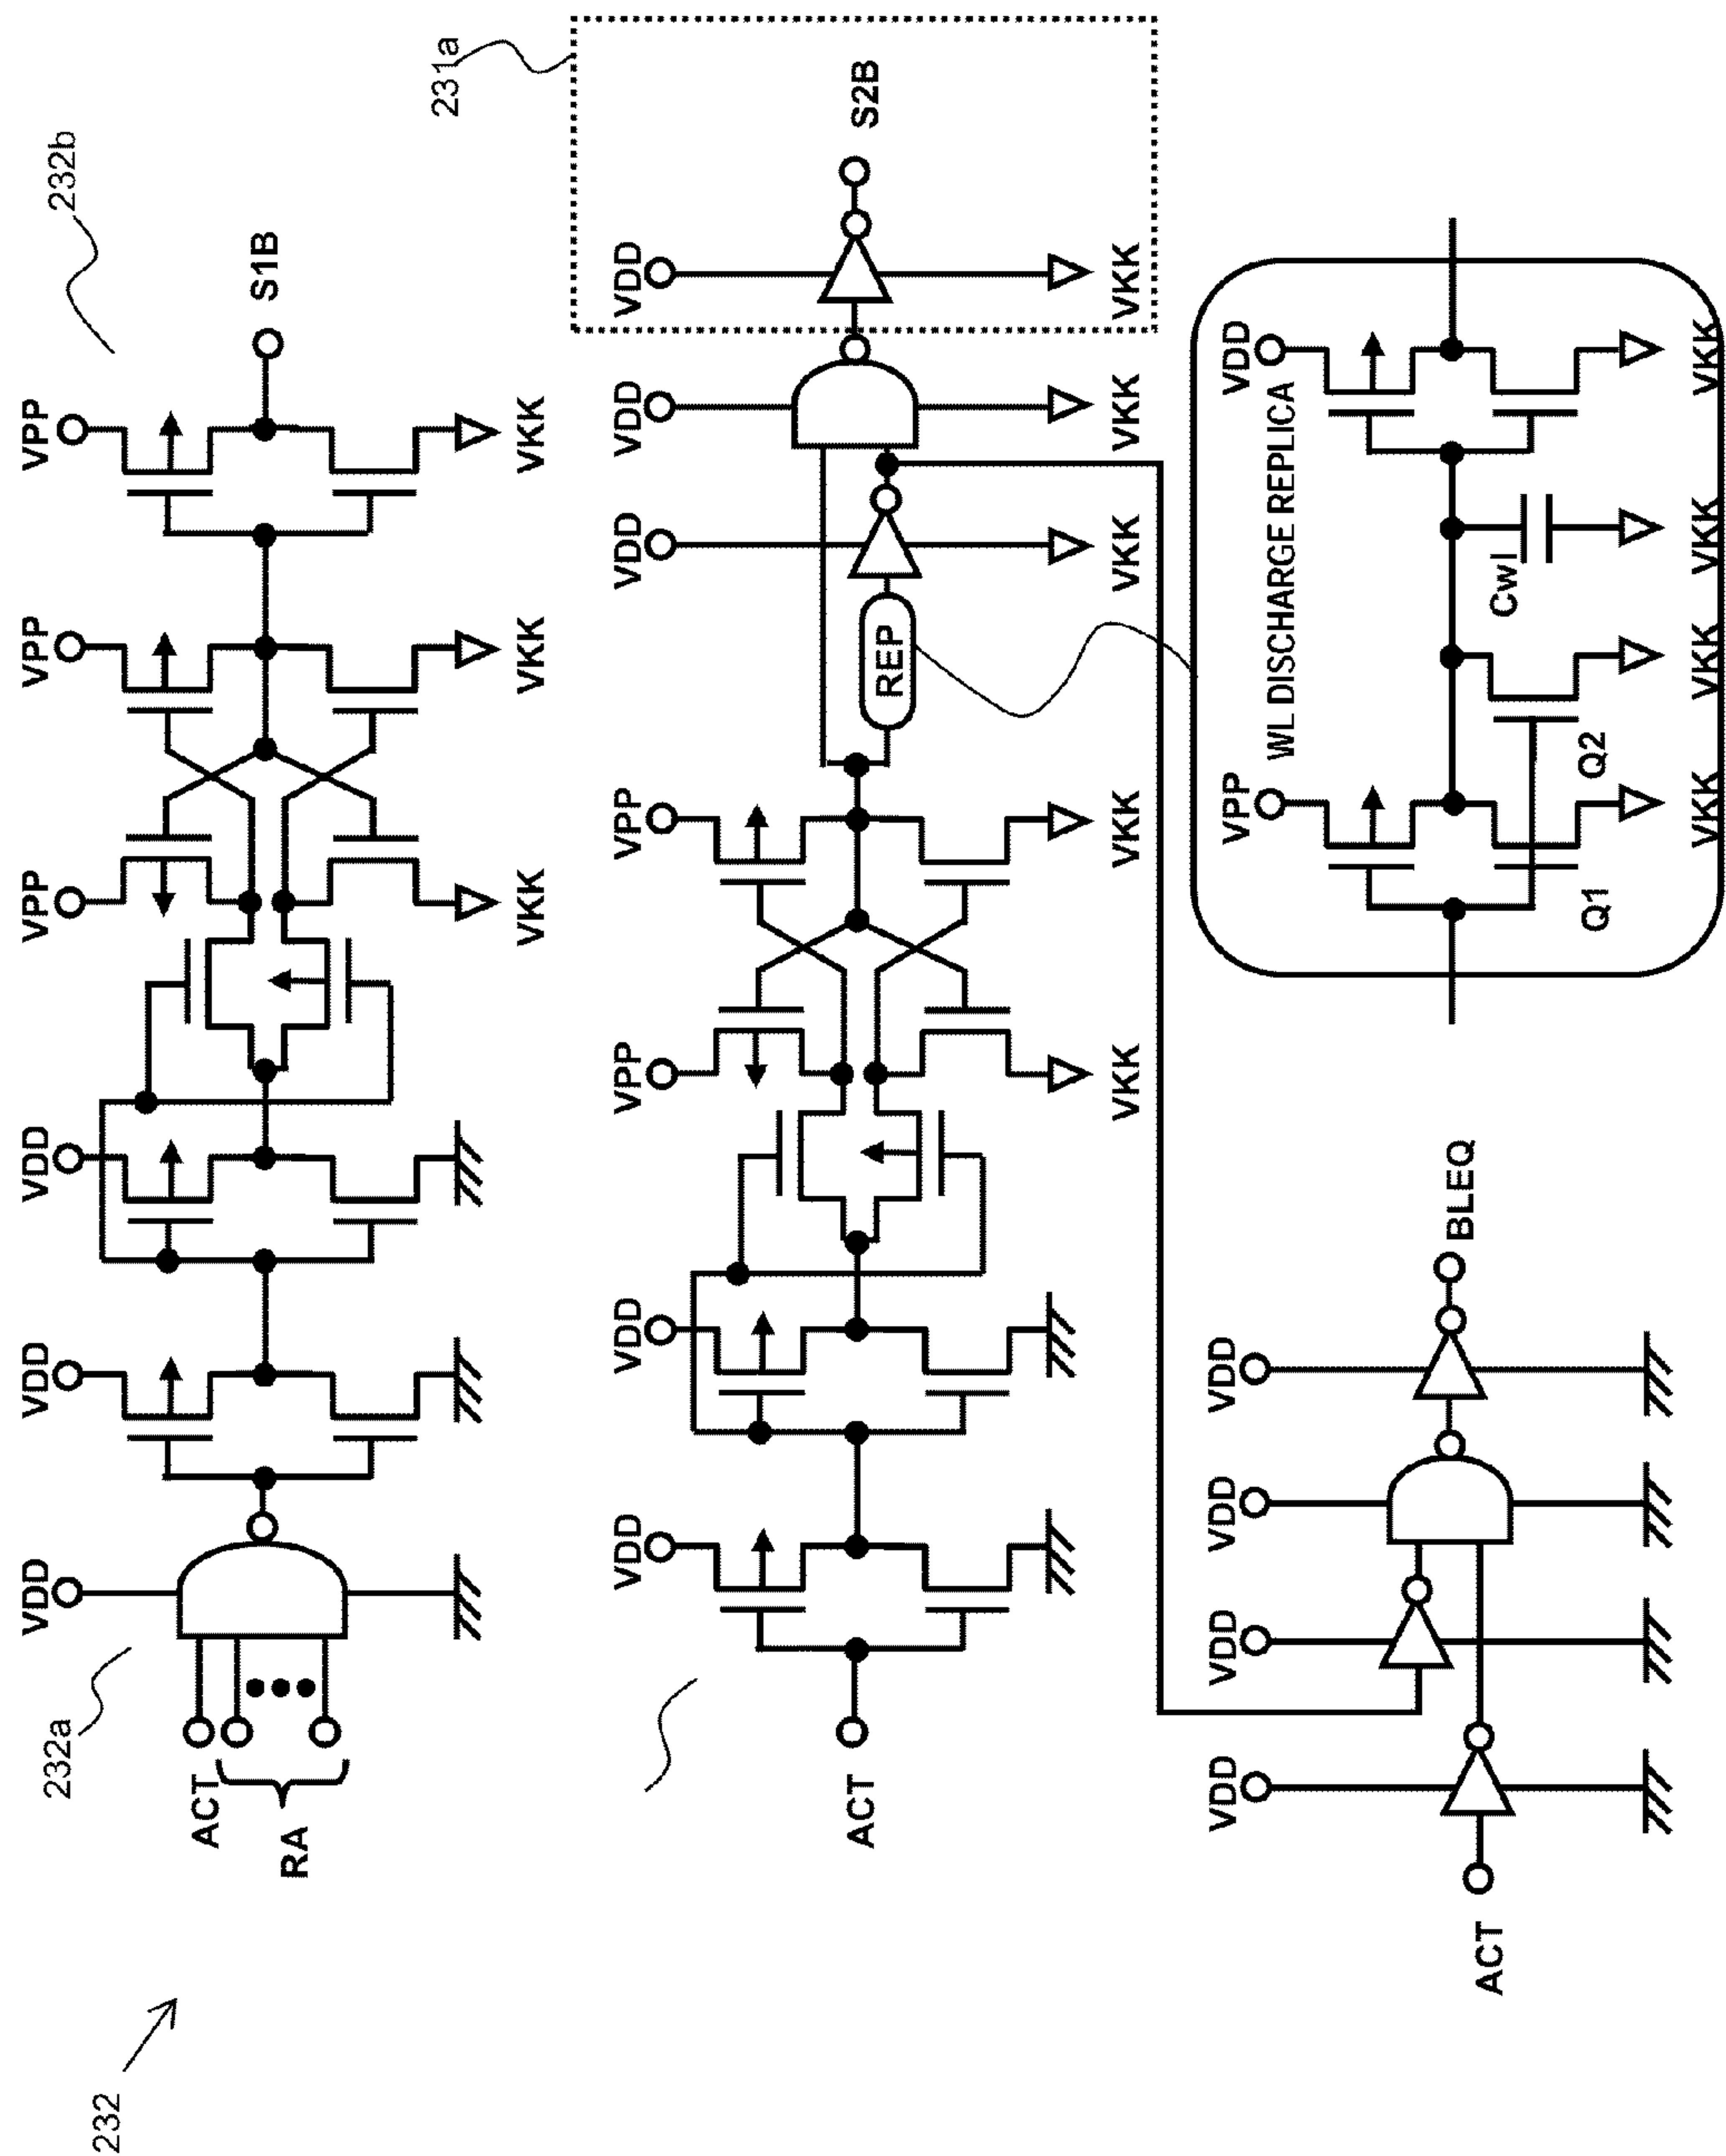 232
232a
232b
VDD
VDD
VDD
VPP
VPP
VPP
ACT
RA
S1B
VKK
VKK
VKK
231a
VDD
VDD
VPP
VPP
VDD
VDD
VDD
ACT
REP
S2B
VKK
VKK
VKK
VKK
VKK
VDD
VDD
VDD
VDD
ACT
BLEQ
VPP
WL DISCHARGE REPLICA
VDD
Q1
Q2
Cwl
VKK
VKK
VKK
VKK